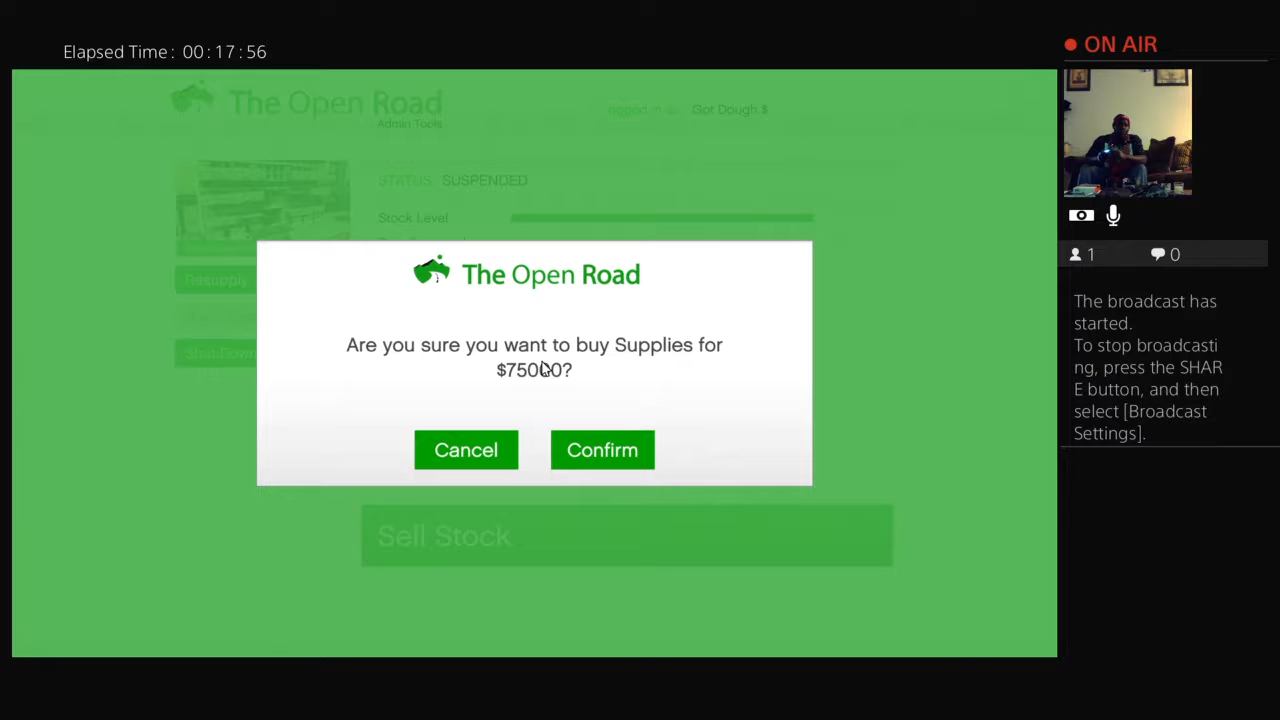 Elapsed Time: 00:17:56
ON AIR
The Open Road
Admin Tools
Got Dough $
STATUS: SUSPENDED
Stock Level
Resupply
The Open Road
Are you sure you want to buy Supplies for
$75000?
Cancel
Confirm
Sell Stock
1
0
The broadcast has
started.
To stop broadcasti
ng, press the SHAR
E button, and then
select [Broadcast
Settings].